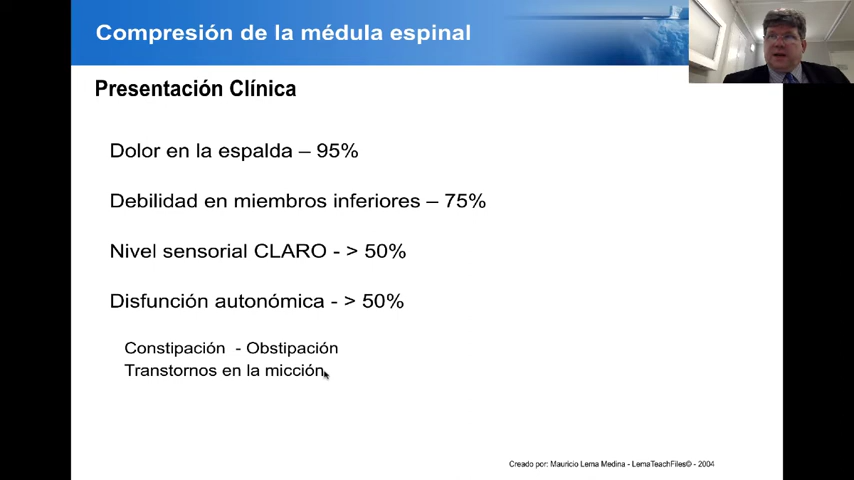 Compresión de la médula espinal
Presentación Clínica
Dolor en la espalda – 95%
Debilidad en miembros inferiores – 75%
Nivel sensorial CLARO - > 50%
Disfunción autonómica - > 50%
Constipación - Obstipación
Transtornos en la micción
Creado por: Mauricio Lema Medina - LemaTeachFiles© - 2004